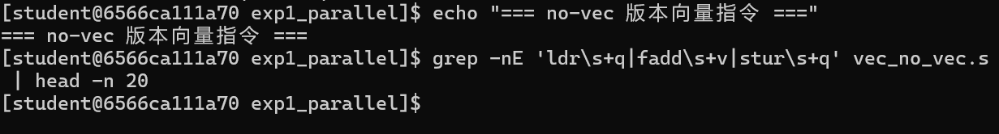 [student@6566ca111a70 exp1_parallel]$ echo "=== no-vec 版本向量指令 ==="
=== no-vec 版本向量指令 ===
[student@6566ca111a70 exp1_parallel]$ grep -nE 'ldr\s+q|fadd\s+v|stur\s+q' vec_no_vec.s
 | head -n 20
[student@6566ca111a70 exp1_parallel]$